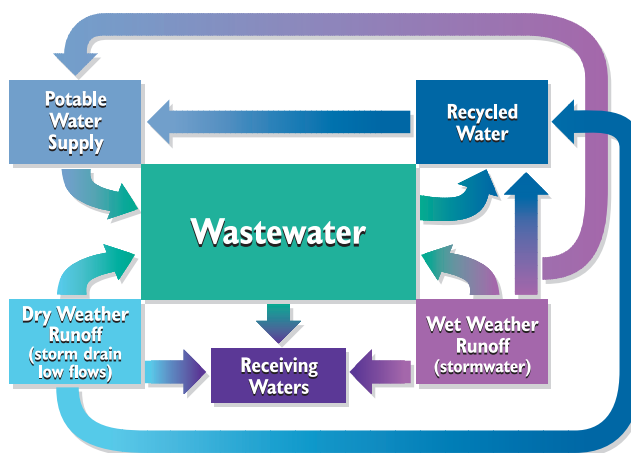 Potable
Water
Supply
Recycled
Water
Wastewater
Dry Weather
Runoff
(storm drain
low flows)
Receiving
Waters
Wet Weather
Runoff
(stormwater)